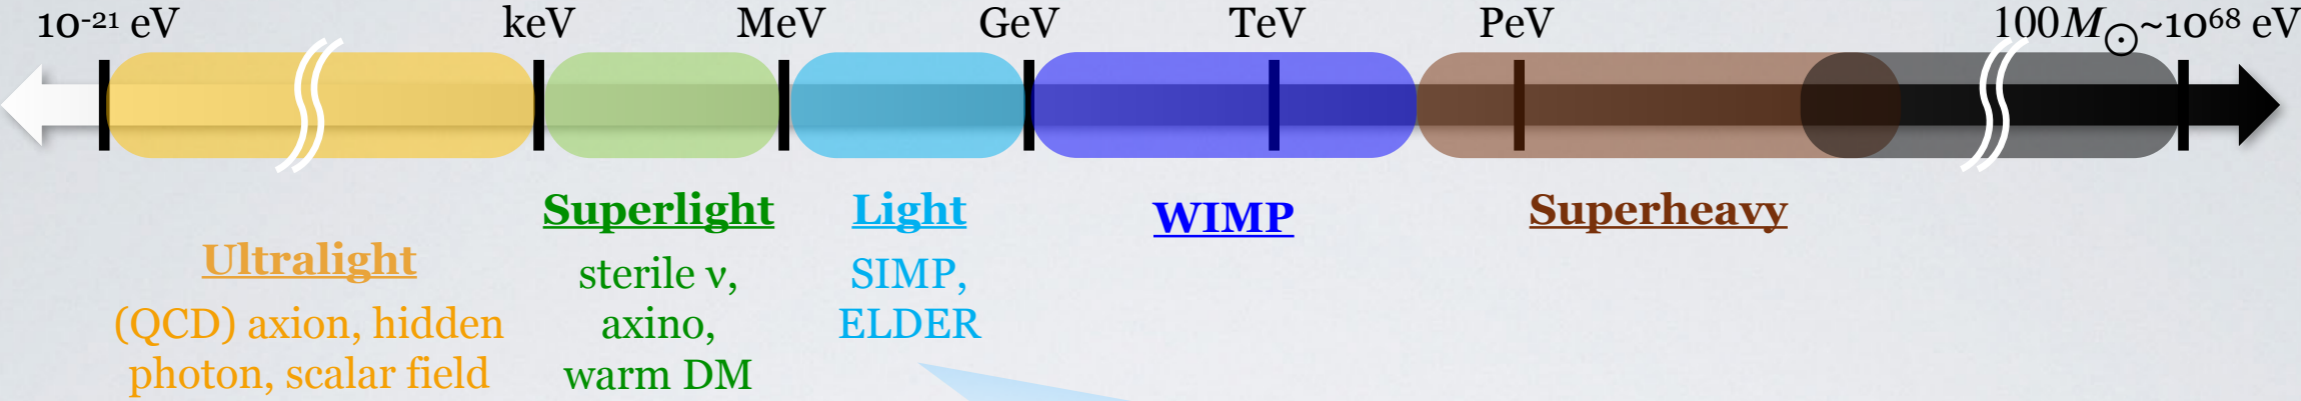 10⁻²¹ eV keV MeV GeV TeV PeV 100M☉~10⁶⁸ eV
Ultralight
(QCD) axion, hidden
photon, scalar field
Superlight
sterile ν,
axino,
warm DM
Light
SIMP,
ELDER
WIMP
Superheavy